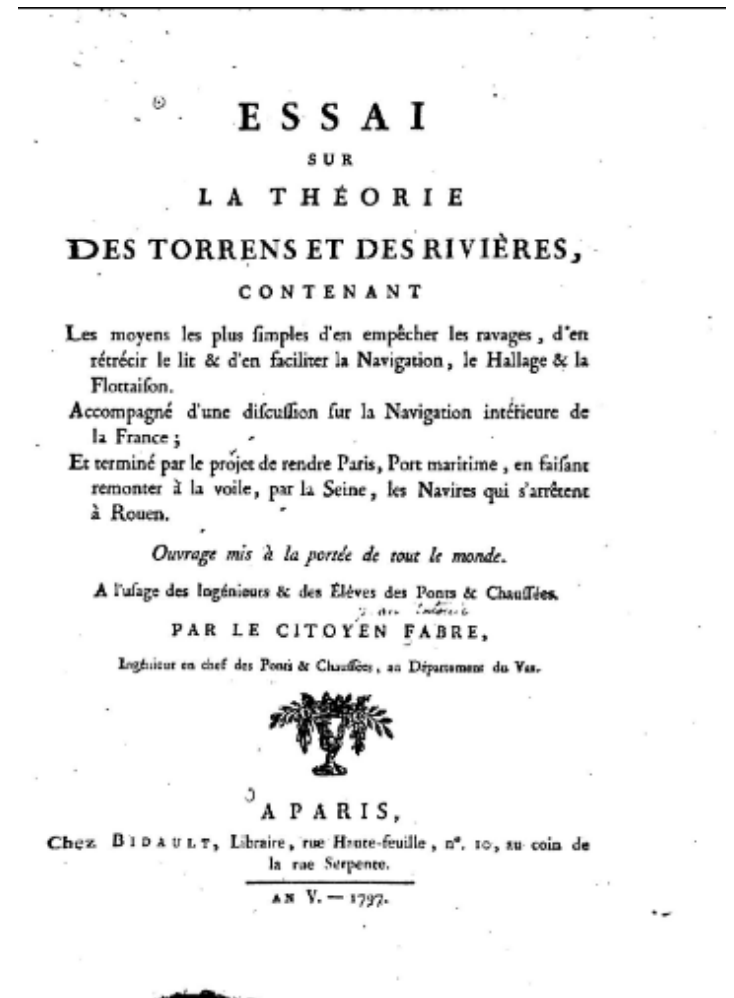 ESSAI
SUR
LA THÉORIE
DES TORRENS ET DES RIVIÈRES,
CONTENANT
Les moyens les plus ſimples d'en empêcher les ravages, d'en
rétrécir le lit & d'en faciliter la Navigation, le Hallage & la
Flottaiſon.
Accompagné d'une diſcuſſion ſur la Navigation intérieure de
la France;
Et terminé par le projet de rendre Paris, Port maritime, en faiſant
remonter à la voile, par la Seine, les Navires qui s'arrêtent
à Rouen.
Ouvrage mis à la portée de tout le monde.
A l'uſage des Ingénieurs & des Élèves des Ponts & Chauſſées.
PAR LE CITOYEN FABRE,
Ingénieur en chef des Ponts & Chauſſées, au Département du Var.
A PARIS,
Chez BIDAULT, Libraire, rue Haute-feuille, n°. 10, au coin de
la rue Serpente.
AN V. — 1797.